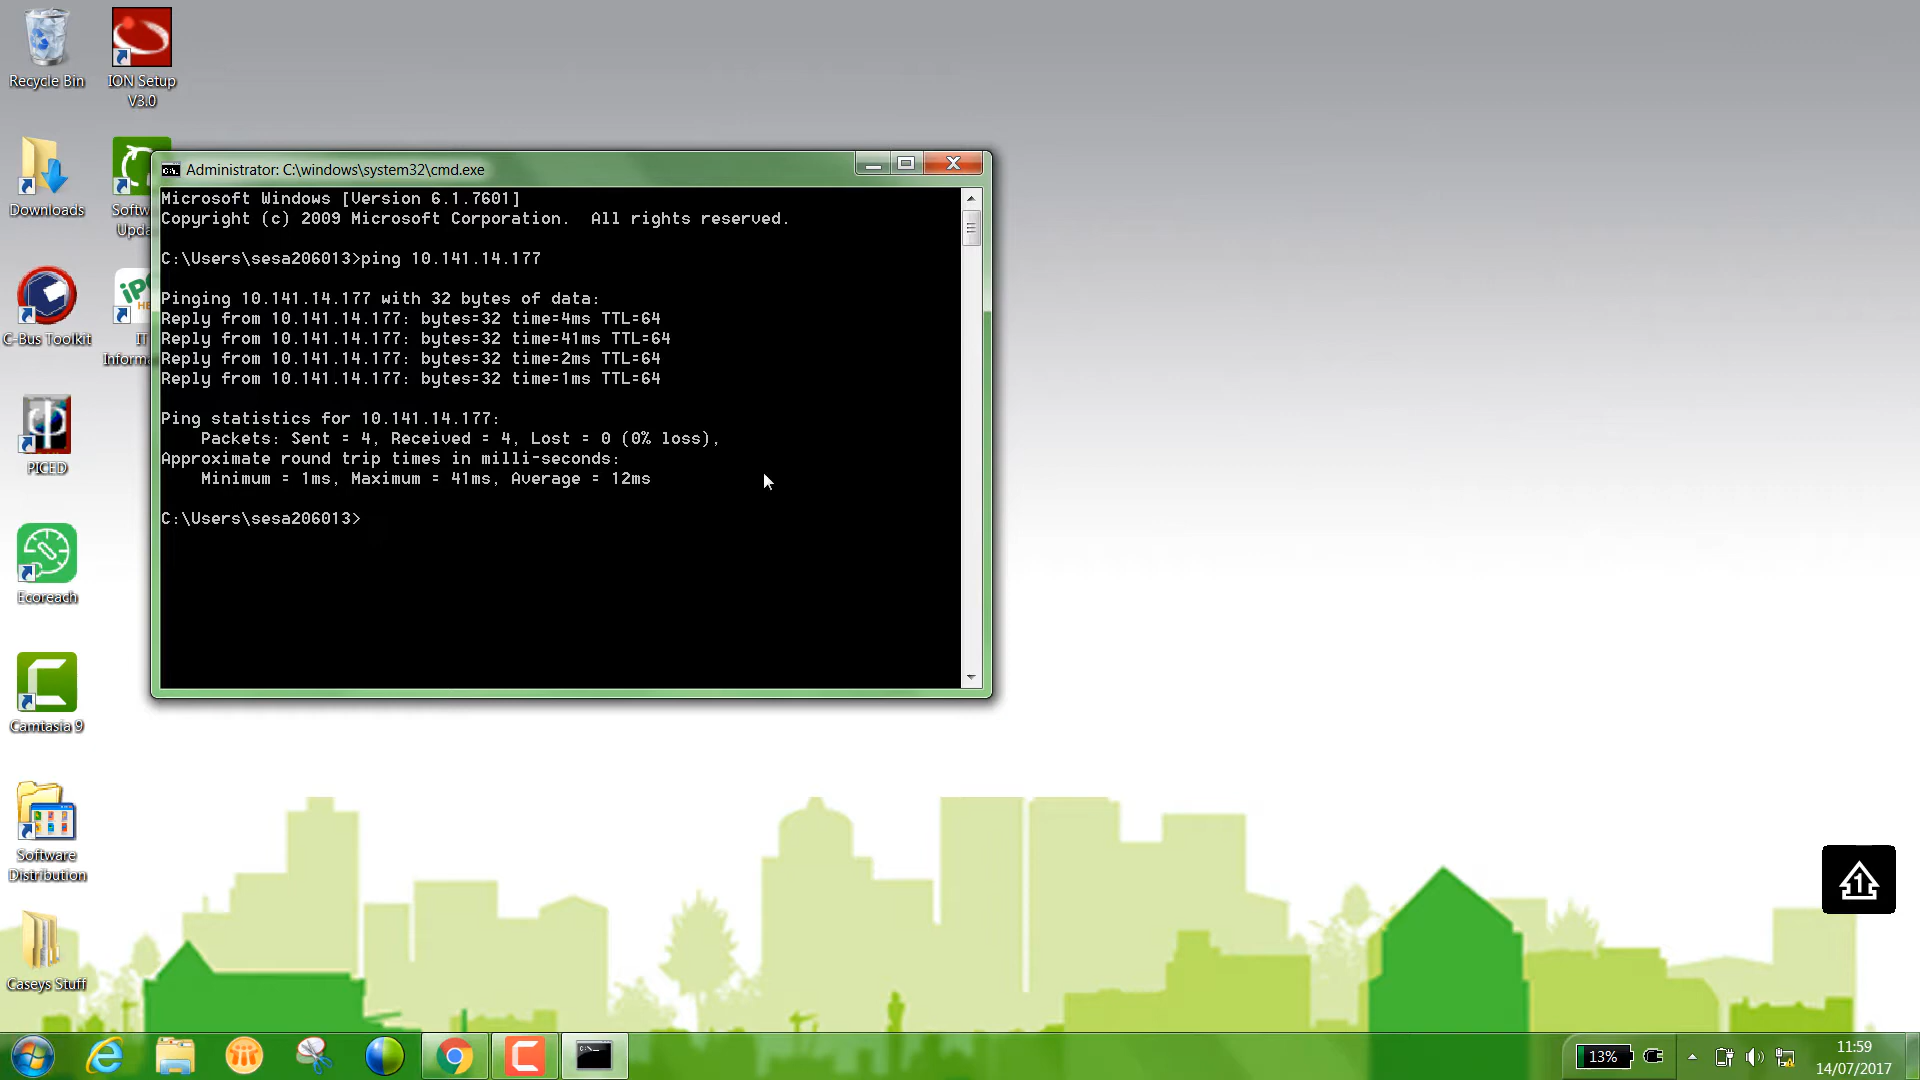 Recycle Bin
ION Setup
V3.0
Downloads
Softw
Upda
C-Bus Toolkit
IT
Informa
PICED
Ecoreach
Camtasia 9
Software
Distribution
Caseys Stuff
Administrator: C:\windows\system32\cmd.exe
Microsoft Windows [Version 6.1.7601]
Copyright (c) 2009 Microsoft Corporation.  All rights reserved.
C:\Users\sesa206013>ping 10.141.14.177
Pinging 10.141.14.177 with 32 bytes of data:
Reply from 10.141.14.177: bytes=32 time=4ms TTL=64
Reply from 10.141.14.177: bytes=32 time=41ms TTL=64
Reply from 10.141.14.177: bytes=32 time=2ms TTL=64
Reply from 10.141.14.177: bytes=32 time=1ms TTL=64
Ping statistics for 10.141.14.177:
Packets: Sent = 4, Received = 4, Lost = 0 (0% loss),
Approximate round trip times in milli-seconds:
Minimum = 1ms, Maximum = 41ms, Average = 12ms
C:\Users\sesa206013>
1
13%
11:59
14/07/2017